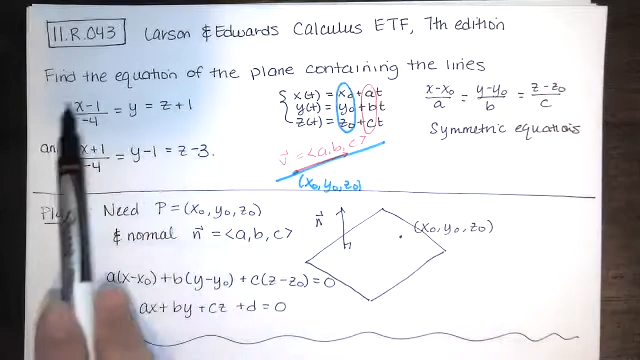 11.R.043 Larson & Edwards Calculus ETF, 7th edition
Find the equation of the plane containing the lines
x-1/-4 = y = z+1
x+1/-4 = y-1 = z-3.
x(t) = x₀+at
y(t) = y₀+bt
z(t) = z₀+ct
v⃗ = <a,b,c>
(x₀,y₀,z₀)
x-x₀/a = y-y₀/b = z-z₀/c
Symmetric equations
Need P=(x₀,y₀,z₀)
& normal n⃗ = <a,b,c>
a(x-x₀)+b(y-y₀)+c(z-z₀)=0
ax+by+cz+d=0
n⃗
(x₀,y₀,z₀)